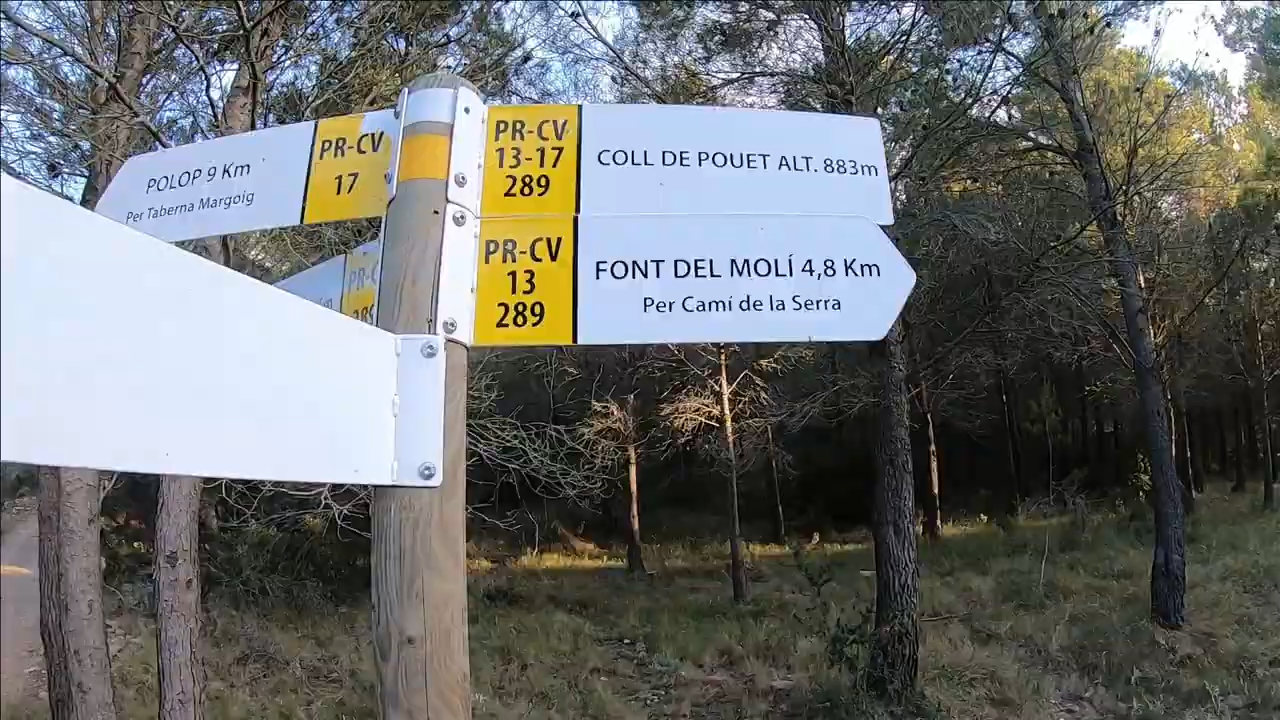 POLOP 9 Km
Per Taberna Margoig
PR-CV
17
PR-CV
13-17
289
COLL DE POUET ALT. 883m
PR-CV
13
289
FONT DEL MOLÍ 4,8 Km
Per Camí de la Serra